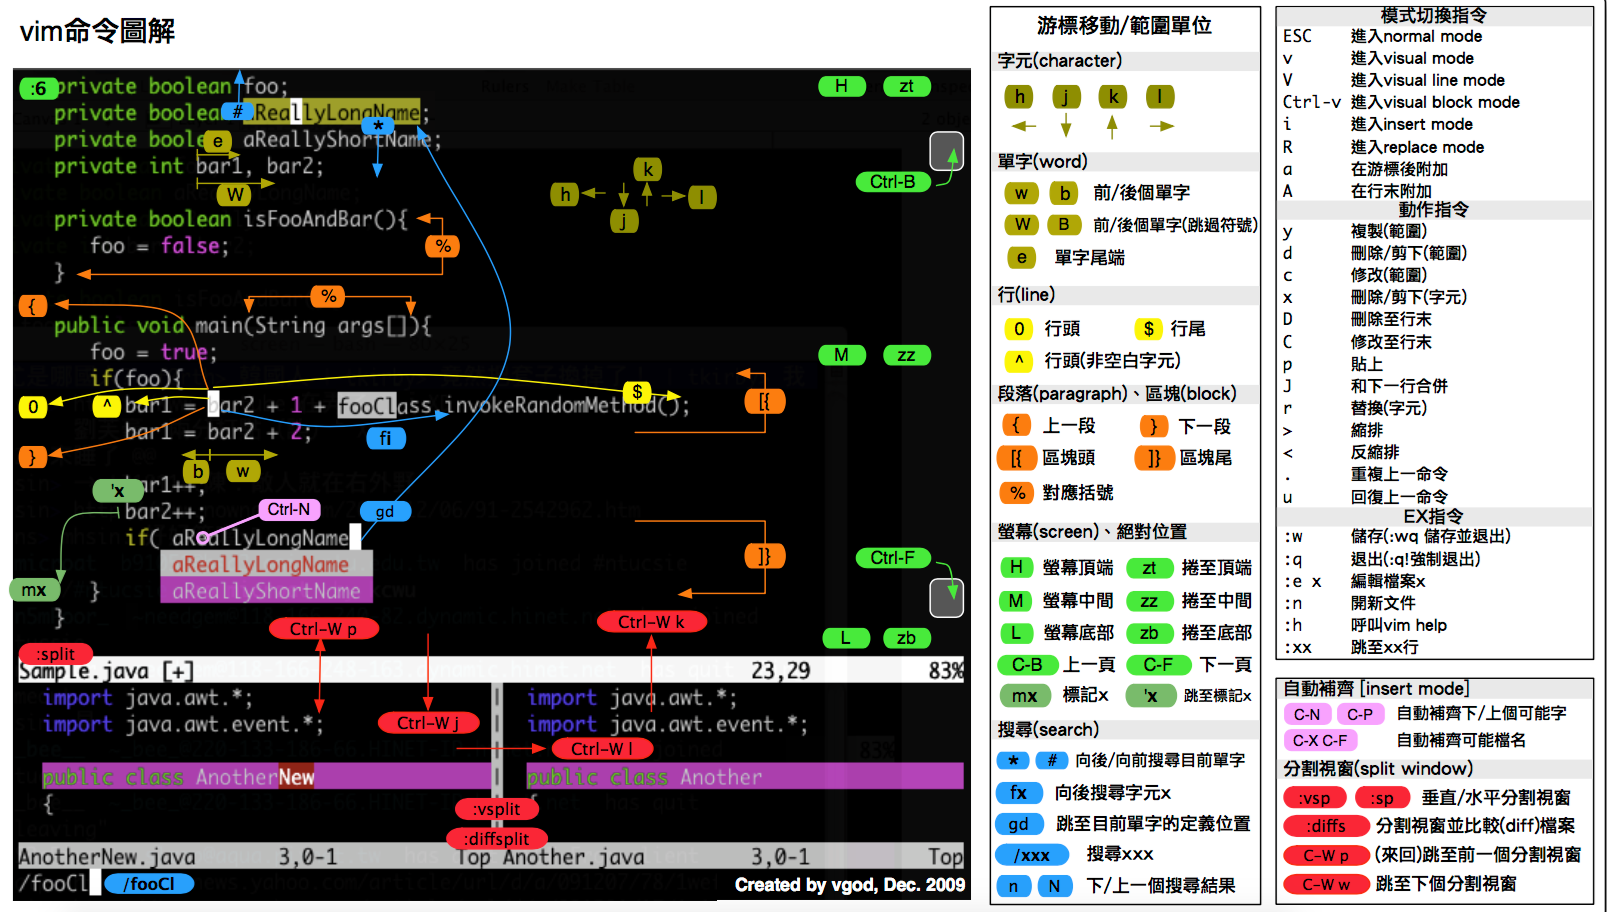 vim命令圖解
:6
private boolean foo;
H
zt
private boolean
#
aReallyLongName;
*
private boole
e
aReallyShortName;
private int bar1, bar2;
W
k
h
l
j
Ctrl-B
private boolean isFooAndBar(){
foo = false;
%
}
{
%
public void main(String args[]){
foo = true;
M
zz
if(foo){
0
^
bar1 = bar2 + 1 + fooClass.invokeRandomMethod();
$
[{
bar1 = bar2 + 2;
fi
}
b
w
'x
bar1++;
bar2++;
Ctrl-N
gd
if( aReallyLongName
aReallyLongName
aReallyShortName
]}
Ctrl-F
mx
}
}
Ctrl-W p
Ctrl-W k
L
zb
:split
Sample.java [+] 23,29 83%
import java.awt.*;
import java.awt.*;
import java.awt.event.*;
Ctrl-W j
import java.awt.event.*;
Ctrl-W l
public class AnotherNew
public class Another
{
:vsplit
{
:diffsplit
AnotherNew.java 3,0-1 Top
Another.java 3,0-1 Top
/fooCl
/fooCl
Created by vgod, Dec. 2009
游標移動/範圍單位
字元(character)
h j k l
單字(word)
w b 前/後個單字
W B 前/後個單字(跳過符號)
e 單字尾端
行(line)
0 行頭 $ 行尾
^ 行頭(非空白字元)
段落(paragraph)、區塊(block)
{ 上一段 } 下一段
[{ 區塊頭 ]} 區塊尾
% 對應括號
螢幕(screen)、絕對位置
H 螢幕頂端 zt 捲至頂端
M 螢幕中間 zz 捲至中間
L 螢幕底部 zb 捲至底部
C-B 上一頁 C-F 下一頁
mx 標記x 'x 跳至標記x
搜尋(search)
* # 向後/向前搜尋目前單字
fx 向後搜尋字元x
gd 跳至目前單字的定義位置
/xxx 搜尋xxx
n N 下/上一個搜尋結果
模式切換指令
ESC 進入normal mode
v 進入visual mode
V 進入visual line mode
Ctrl-v 進入visual block mode
i 進入insert mode
R 進入replace mode
a 在游標後附加
A 在行末附加
動作指令
y 複製(範圍)
d 刪除/剪下(範圍)
c 修改(範圍)
x 刪除/剪下(字元)
D 刪除至行末
C 修改至行末
p 貼上
J 和下一行合併
r 替換(字元)
> 縮排
< 反縮排
. 重複上一命令
u 回復上一命令
EX指令
:w 儲存(:wq 儲存並退出)
:q 退出(:q!強制退出)
:e x 編輯檔案x
:n 開新文件
:h 呼叫vim help
:xx 跳至xx行
自動補齊 [insert mode]
C-N C-P 自動補齊下/上個可能字
C-X C-F 自動補齊可能檔名
分割視窗(split window)
:vsp :sp 垂直/水平分割視窗
:diffs 分割視窗並比較(diff)檔案
C-W p (來回)跳至前一個分割視窗
C-W w 跳至下個分割視窗